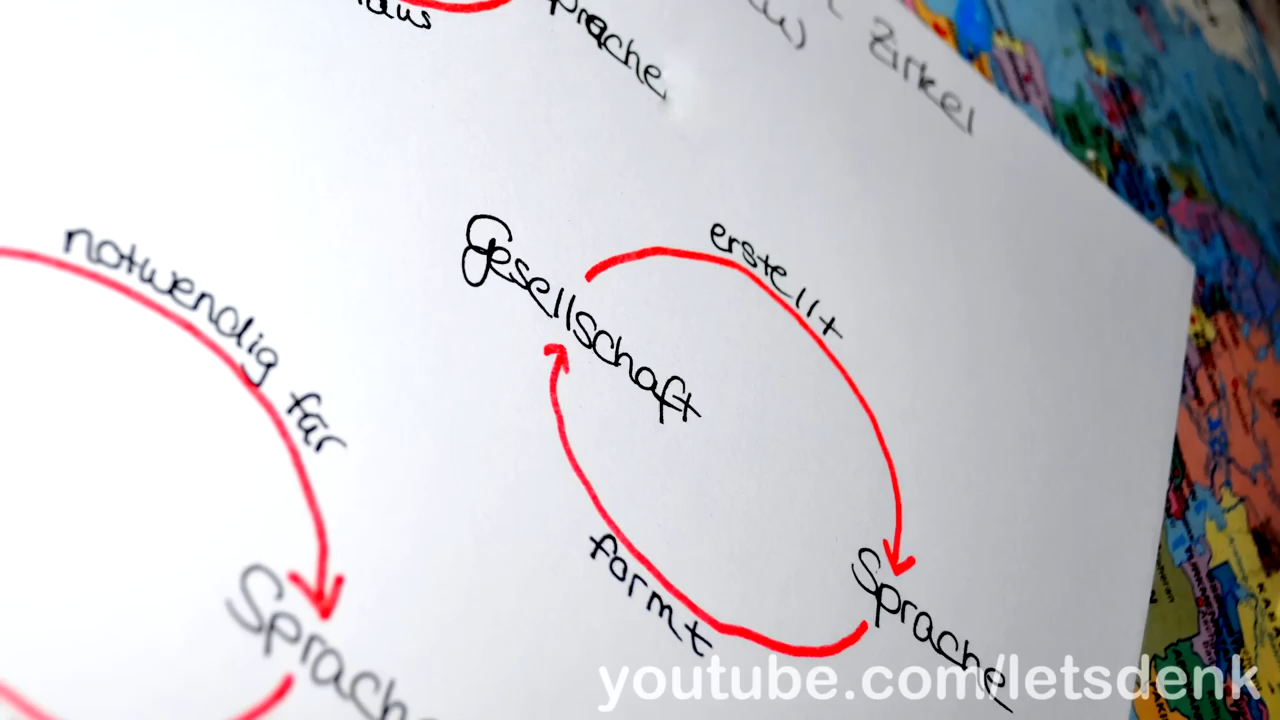 Sprache
Zirkel
notwendig für
Gesellschaft
erstellt
formt
Sprache
Sprache
youtube.com/letsdenk